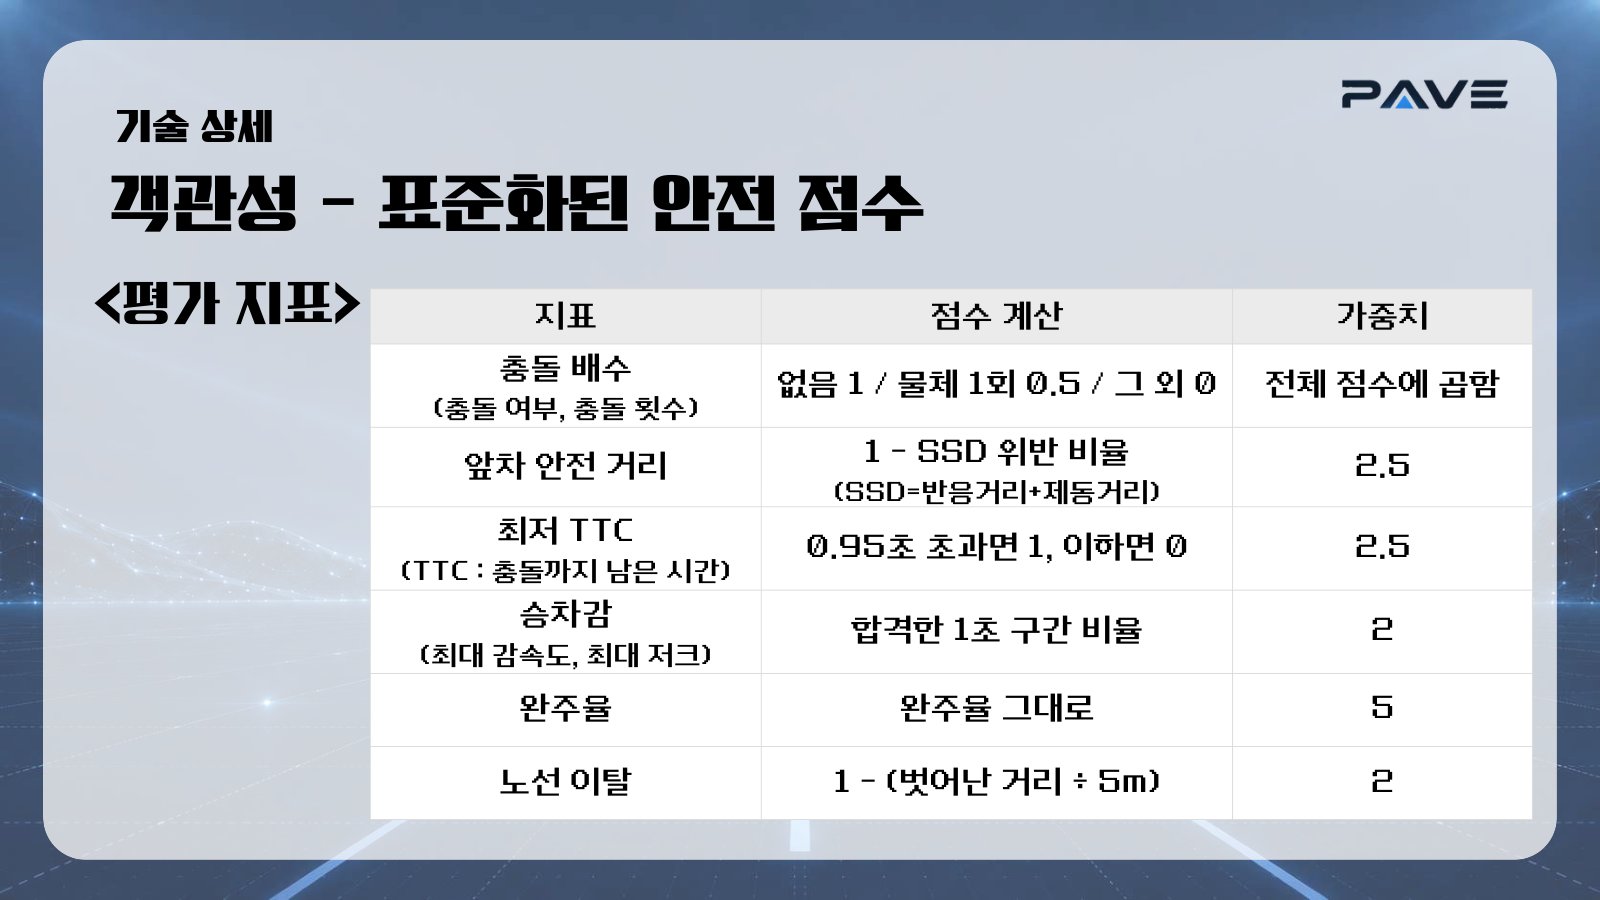 PAVE
기술 상세
객관성 - 표준화된 안전 점수
<평가 지표>
지표 점수 계산 가중치
충돌 배수
(충돌 여부, 충돌 횟수)
없음 1 / 물체 1회 0.5 / 그 외 0
전체 점수에 곱함
앞차 안전 거리
1 - SSD 위반 비율
(SSD=반응거리+제동거리)
2.5
최저 TTC
(TTC : 충돌까지 남은 시간)
0.95초 초과면 1, 이하면 0
2.5
승차감
(최대 감속도, 최대 저크)
합격한 1초 구간 비율
2
완주율 완주율 그대로 5
노선 이탈 1 - (벗어난 거리 ÷ 5m) 2